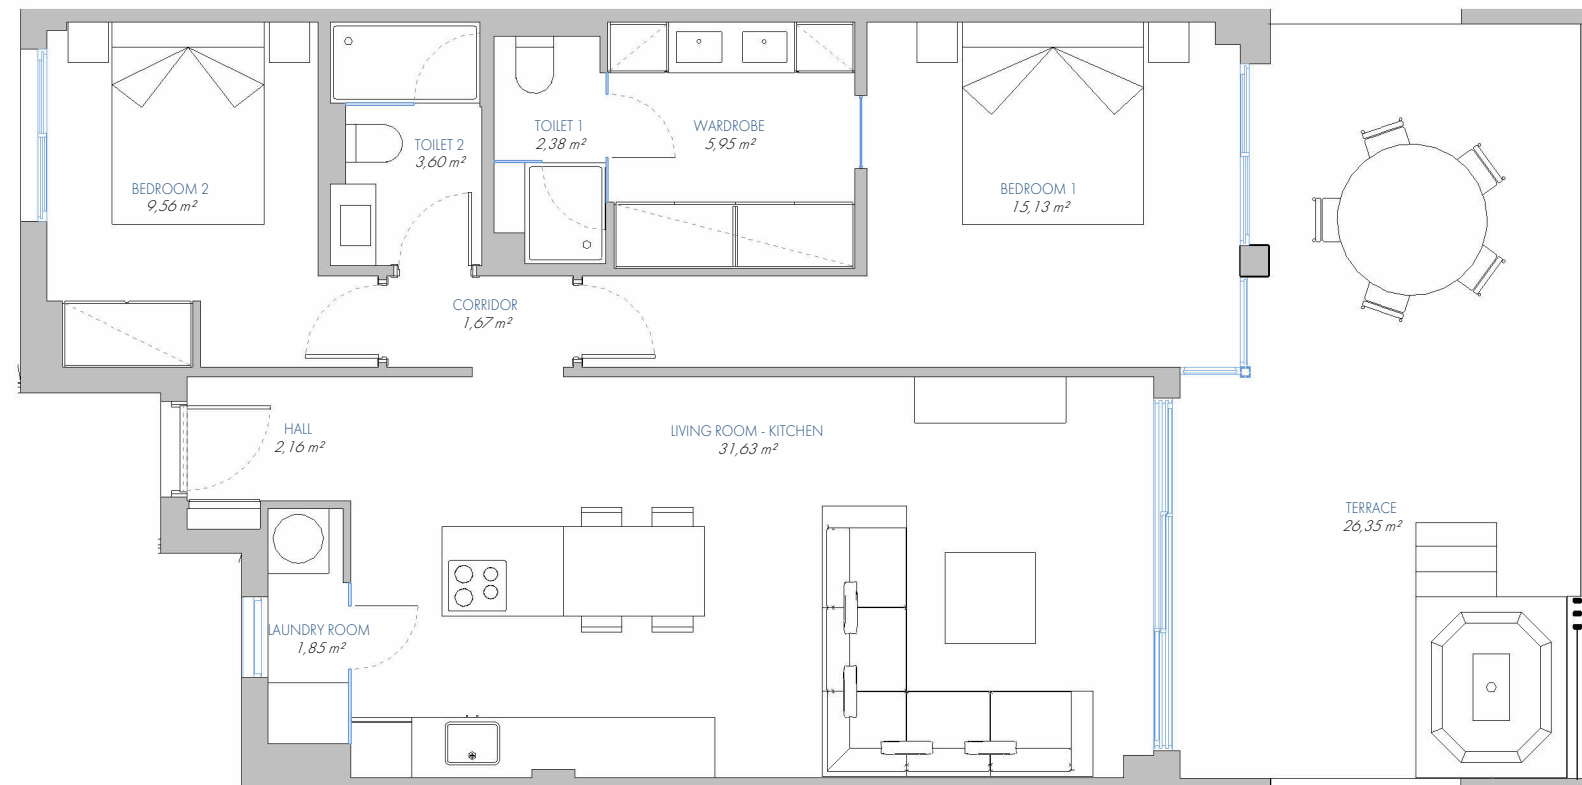 TOILET 1
2,38 m²
WARDROBE
5,95 m²
TOILET 2
3,60 m²
BEDROOM 2
9,56 m²
BEDROOM 1
15,13 m²
CORRIDOR
1,67 m²
HALL
2,16 m²
LIVING ROOM - KITCHEN
31,63 m²
TERRACE
26,35 m²
LAUNDRY ROOM
1,85 m²